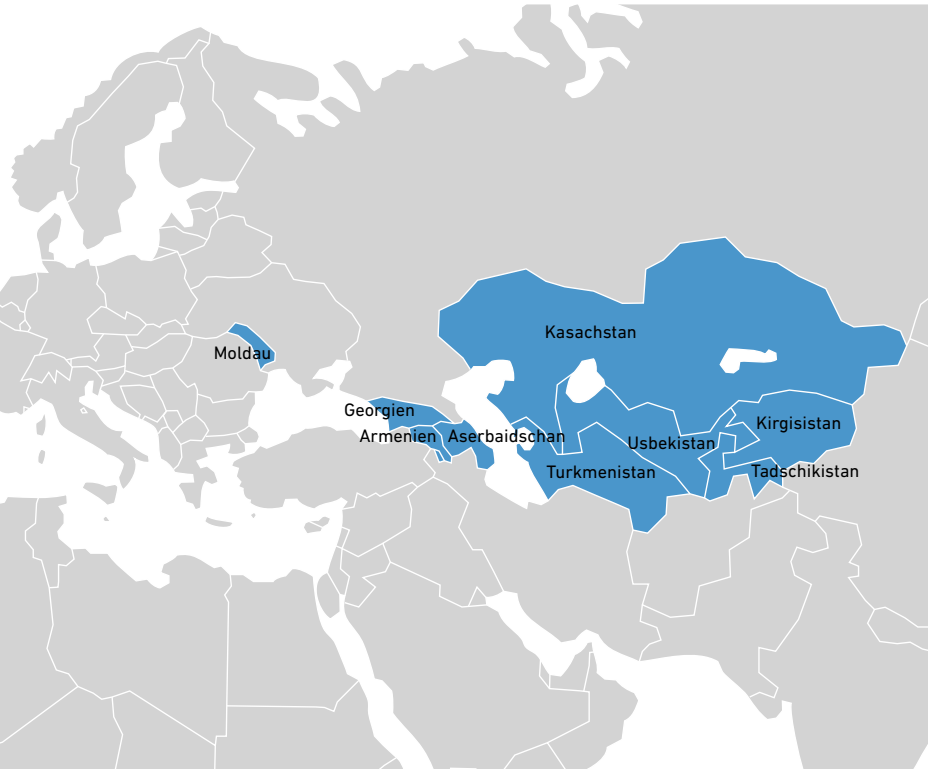 Kasachstan
Moldau
Georgien
Kirgisistan
Armenien
Aserbaidschan
Usbekistan
Turkmenistan
Tadschikistan